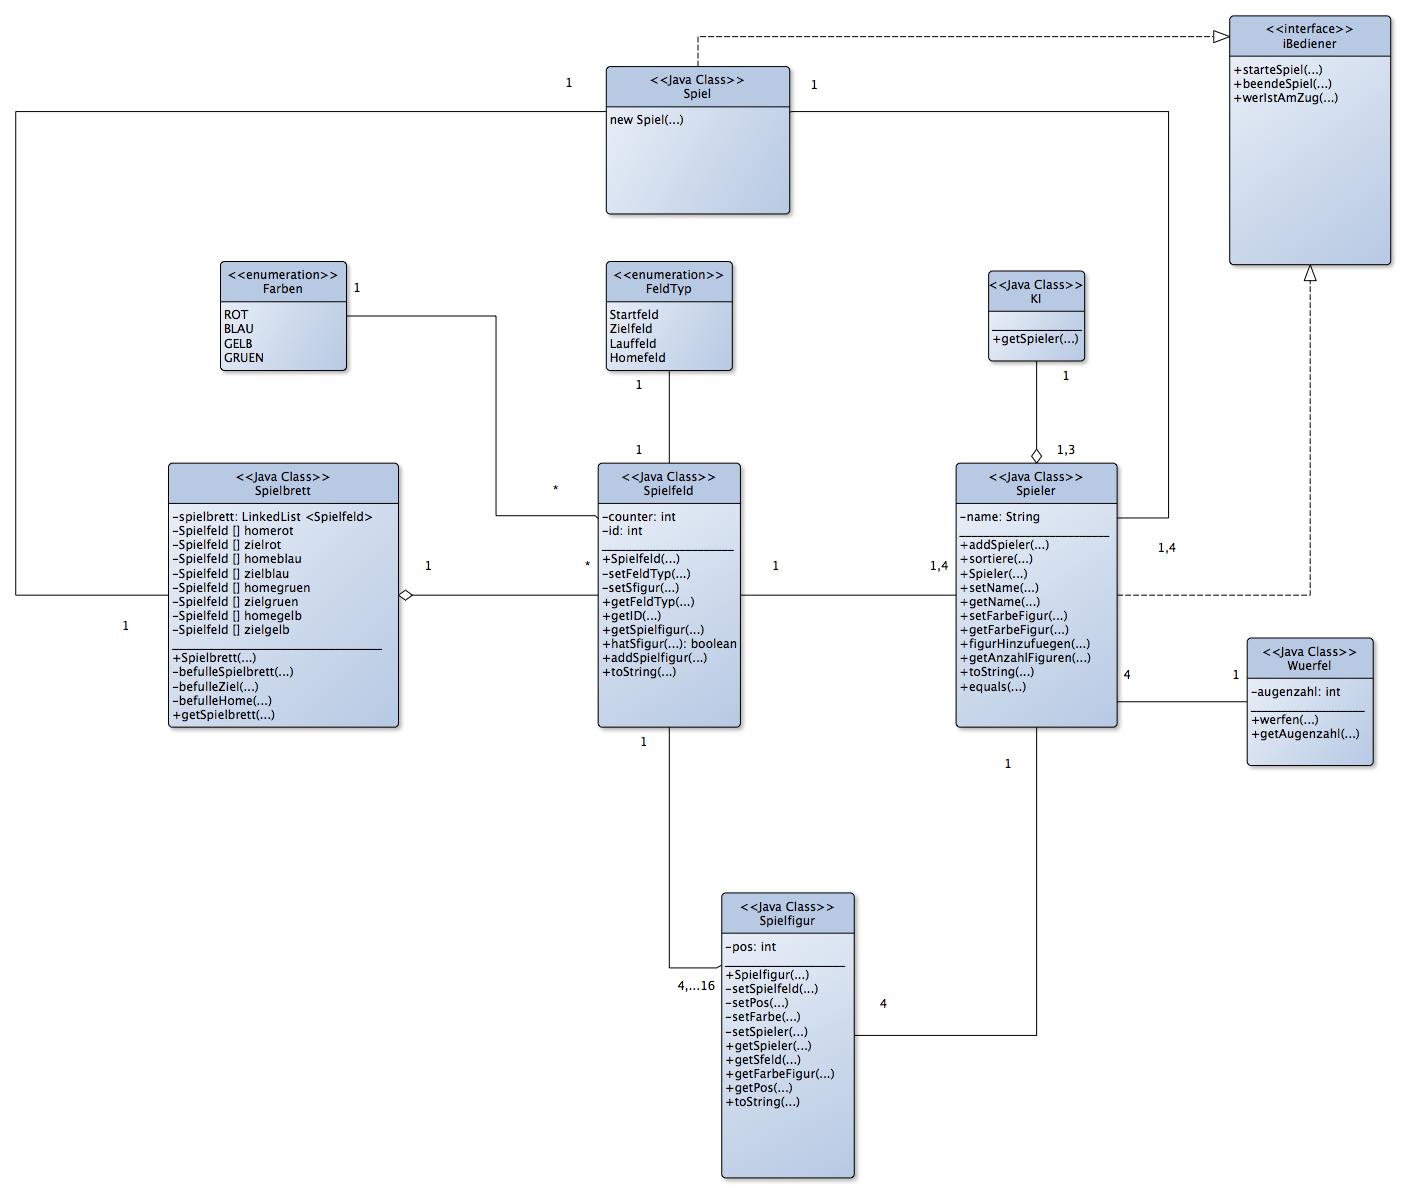 <<interface>>
iBediener
+starteSpiel(...)
+beendeSpiel(...)
+werIstAmZug(...)
1
<<Java Class>>
Spiel
new Spiel(...)
1
<<enumeration>>
Farben
ROT
BLAU
GELB
GRUEN
1
<<enumeration>>
FeldTyp
Startfeld
Zielfeld
Lauffeld
Homefeld
1
1
<<Java Class>>
KI
+getSpieler(...)
1
1,3
*
<<Java Class>>
Spielbrett
-spielbrett: LinkedList <Spielfeld>
-Spielfeld [] homerot
-Spielfeld [] zielrot
-Spielfeld [] homeblau
-Spielfeld [] zielblau
-Spielfeld [] homegruen
-Spielfeld [] zielgruen
-Spielfeld [] homegelb
-Spielfeld [] zielgelb
+Spielbrett(...)
-befulleSpielbrett(...)
-befulleZiel(...)
-befulleHome(...)
+getSpielbrett(...)
1
1
*
<<Java Class>>
Spielfeld
-counter: int
-id: int
+Spielfeld(...)
-setFeldTyp(...)
-setSfigur(...)
+getFeldTyp(...)
+getID(...)
+getSpielfigur(...)
+hatSfigur(...): boolean
+addSpielfigur(...)
+toString(...)
1
1,4
<<Java Class>>
Spieler
-name: String
+addSpieler(...)
+sortiere(...)
+Spieler(...)
+setName(...)
+getName(...)
+setFarbeFigur(...)
+getFarbeFigur(...)
+figurHinzufuegen(...)
+getAnzahlFiguren(...)
+toString(...)
+equals(...)
1,4
4
1
<<Java Class>>
Wuerfel
-augenzahl: int
+werfen(...)
+getAugenzahl(...)
1
1
<<Java Class>>
Spielfigur
-pos: int
+Spielfigur(...)
-setSpielfeld(...)
-setPos(...)
-setFarbe(...)
-setSpieler(...)
+getSpieler(...)
+getSfeld(...)
+getFarbeFigur(...)
+getPos(...)
+toString(...)
4,...16
4